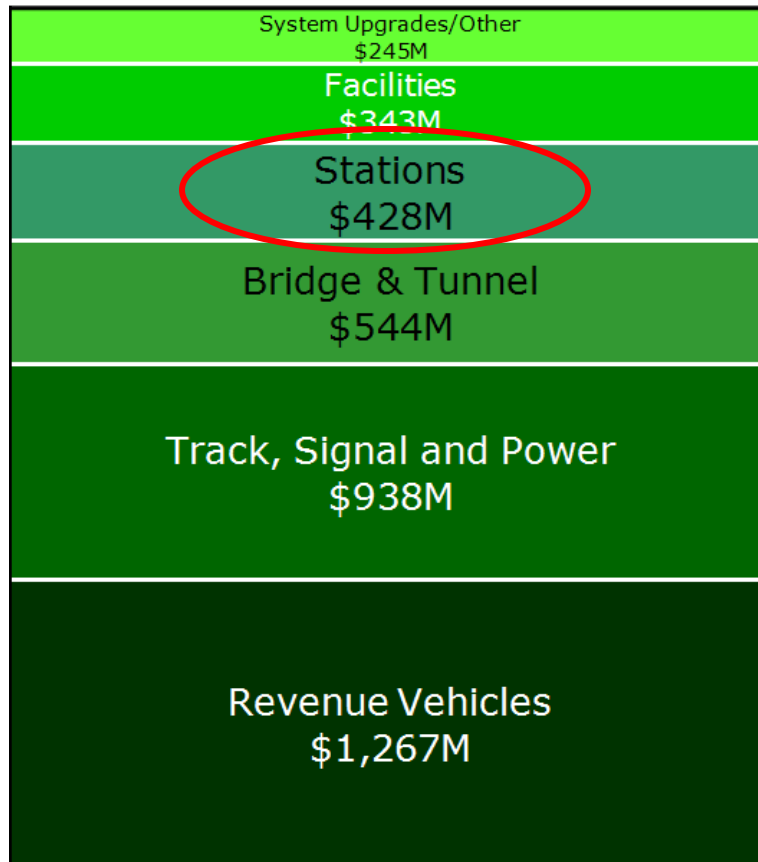 System Upgrades/Other
$245M
Facilities
$343M
Stations
$428M
Bridge & Tunnel
$544M
Track, Signal and Power
$938M
Revenue Vehicles
$1,267M